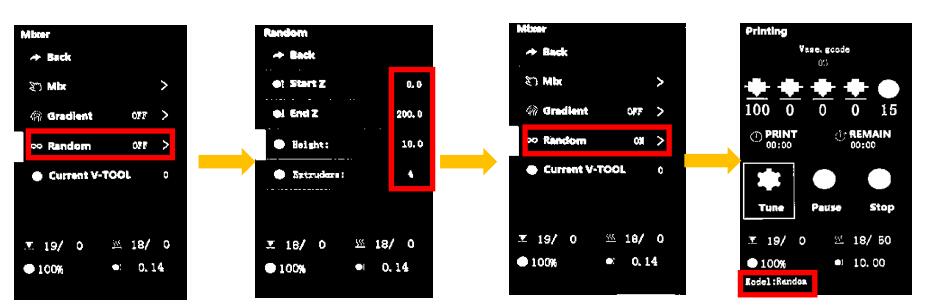 Mixer
Back
Mix >
Gradient OFF >
Random OFF >
Current V-TOOL 0
19/ 0 18/ 0
100% 0.14
Random
Back
Start Z 0.0
End Z 200.0
Height: 10.0
Extruders: 4
18/ 0 18/ 0
100% 0.14
Mixer
Back
Mix >
Gradient OFF >
Random ON >
Current V-TOOL 0
19/ 0 18/ 0
100% 0.14
Printing
Vase.gcode
0%
100 0 0 0 15
PRINT REMAIN
00:00 00:00
Tune Pause Stop
19/ 0 18/ 50
100% 10.00
Model:Random